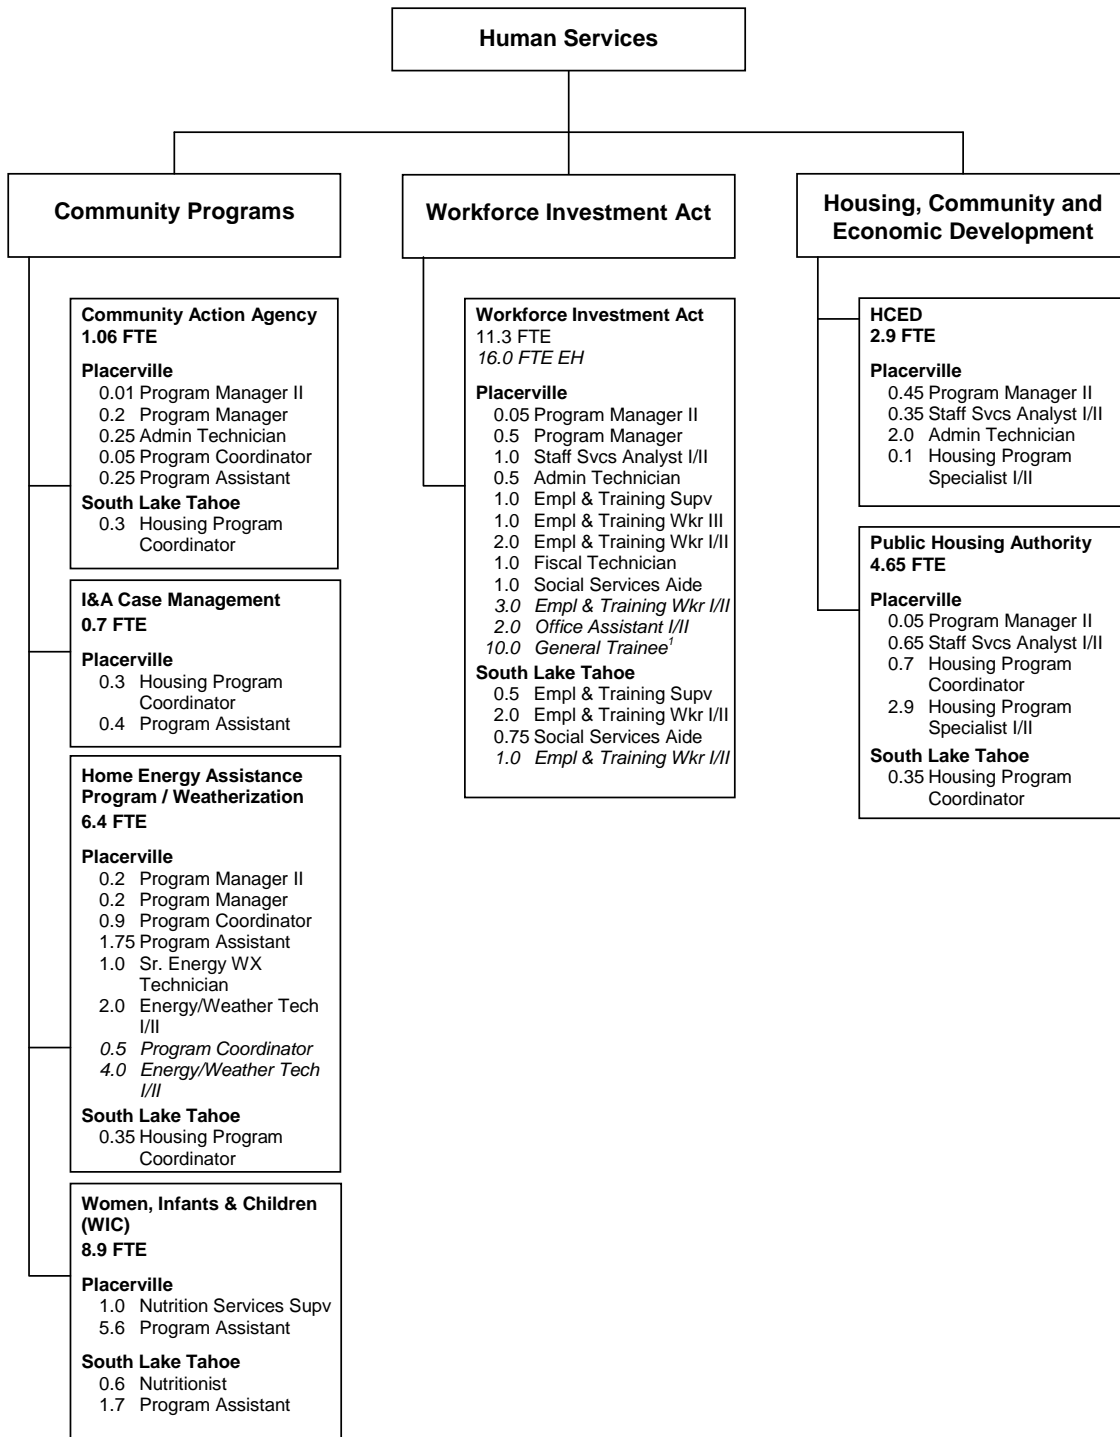 Human Services
Community Programs
Community Action Agency
1.06 FTE
Placerville
0.01 Program Manager II
0.2 Program Manager
0.25 Admin Technician
0.05 Program Coordinator
0.25 Program Assistant
South Lake Tahoe
0.3 Housing Program
Coordinator
I&A Case Management
0.7 FTE
Placerville
0.3 Housing Program
Coordinator
0.4 Program Assistant
Home Energy Assistance
Program / Weatherization
6.4 FTE
Placerville
0.2 Program Manager II
0.2 Program Manager
0.9 Program Coordinator
1.75 Program Assistant
1.0 Sr. Energy WX
Technician
2.0 Energy/Weather Tech
I/II
0.5 Program Coordinator
4.0 Energy/Weather Tech
I/II
South Lake Tahoe
0.35 Housing Program
Coordinator
Women, Infants & Children
(WIC)
8.9 FTE
Placerville
1.0 Nutrition Services Supv
5.6 Program Assistant
South Lake Tahoe
0.6 Nutritionist
1.7 Program Assistant
Workforce Investment Act
Workforce Investment Act
11.3 FTE
16.0 FTE EH
Placerville
0.05 Program Manager II
0.5 Program Manager
1.0 Staff Svcs Analyst I/II
0.5 Admin Technician
1.0 Empl & Training Supv
1.0 Empl & Training Wkr III
2.0 Empl & Training Wkr I/II
1.0 Fiscal Technician
1.0 Social Services Aide
3.0 Empl & Training Wkr I/II
2.0 Office Assistant I/II
10.0 General Trainee¹
South Lake Tahoe
0.5 Empl & Training Supv
2.0 Empl & Training Wkr I/II
0.75 Social Services Aide
1.0 Empl & Training Wkr I/II
Housing, Community and
Economic Development
HCED
2.9 FTE
Placerville
0.45 Program Manager II
0.35 Staff Svcs Analyst I/II
2.0 Admin Technician
0.1 Housing Program
Specialist I/II
Public Housing Authority
4.65 FTE
Placerville
0.05 Program Manager II
0.65 Staff Svcs Analyst I/II
0.7 Housing Program
Coordinator
2.9 Housing Program
Specialist I/II
South Lake Tahoe
0.35 Housing Program
Coordinator